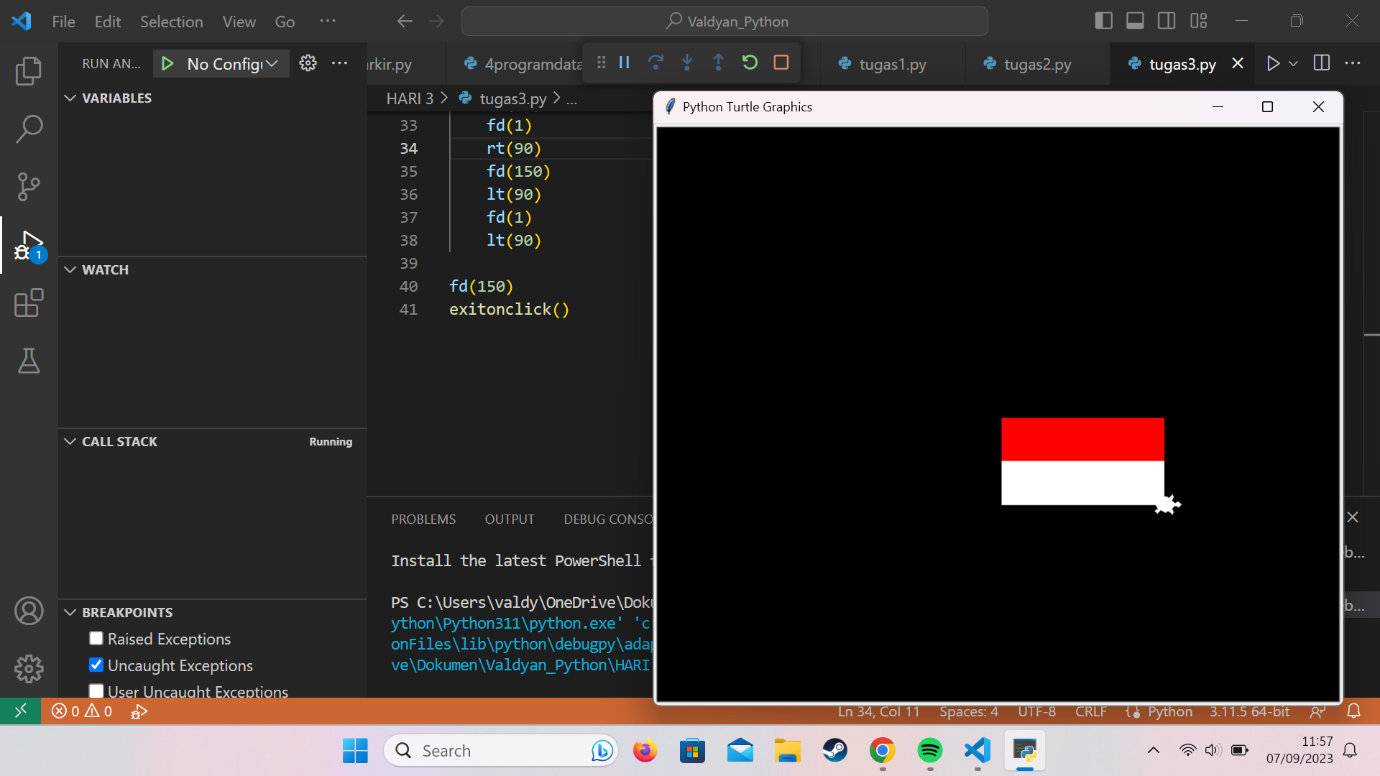 File Edit Selection View Go ··· Valdyan_Python
RUN AN... No Config ··· arkir.py 4programdata tugas1.py tugas2.py tugas3.py ···
VARIABLES
HARI 3 > tugas3.py > ...
Python Turtle Graphics
33 fd(1)
34 rt(90)
35 fd(150)
36 lt(90)
37 fd(1)
38 lt(90)
39
40 fd(150)
41 exitonclick()
WATCH
CALL STACK Running
PROBLEMS OUTPUT DEBUG CONSO
Install the latest PowerShell
PS C:\Users\valdy\OneDrive\Doku
ython\Python311\python.exe' 'c
onFiles\lib\python\debugpy\adap
ve\Dokumen\Valdyan_Python\HARI
b...
b...
BREAKPOINTS
Raised Exceptions
Uncaught Exceptions
User Uncaught Exceptions
1
0 0 Ln 34, Col 11 Spaces: 4 UTF-8 CRLF Python 3.11.5 64-bit
Search
11:57
07/09/2023